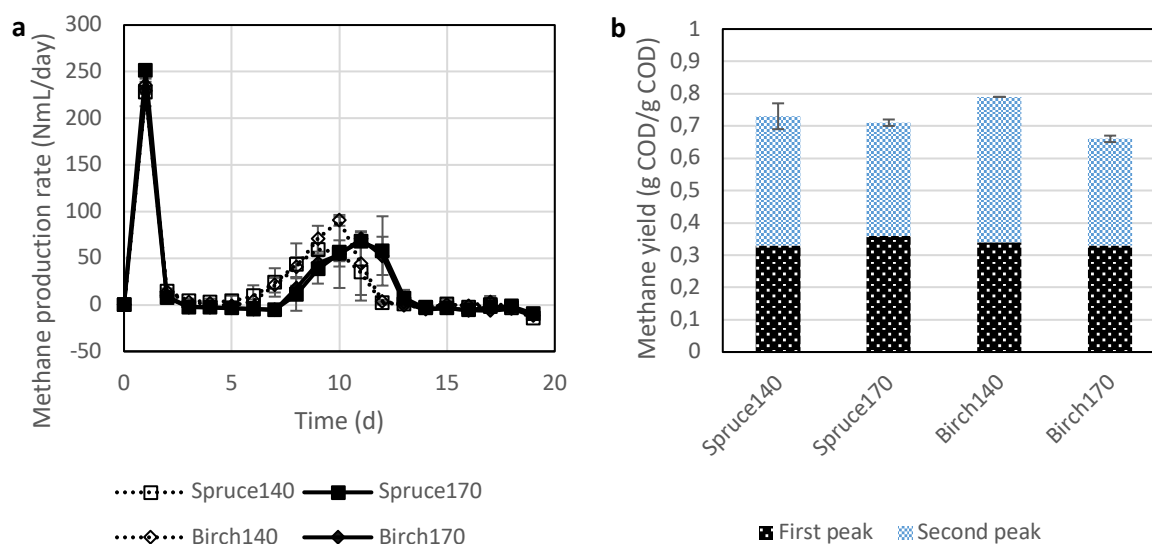 a
Methane production rate (NmL/day)
300
250
200
150
100
50
0
-50
0 5 10 15 20
Time (d)
Spruce140 Spruce170
Birch140 Birch170
b
Methane yield (g COD/g COD)
1
0,9
0,8
0,7
0,6
0,5
0,4
0,3
0,2
0,1
0
Spruce140
Spruce170
Birch140
Birch170
First peak Second peak